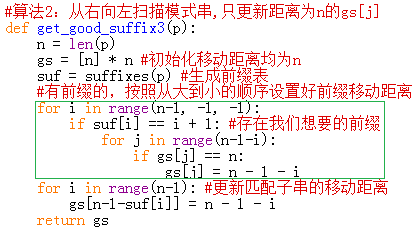 #算法2：从右向左扫描模式串,只更新距离为n的gs[j]
def get_good_suffix3(p):
    n = len(p)
    gs = [n] * n #初始化移动距离均为n
    suf = suffixes(p) #生成前缀表
    #有前缀的，按照从大到小的顺序设置好前缀移动距离
    for i in range(n-1, -1, -1):
        if suf[i] == i + 1: #存在我们想要的前缀
            for j in range(n-1-i):
                if gs[j] == n:
                    gs[j] = n - 1 - i
    for i in range(n-1): #更新匹配子串的移动距离
        gs[n-1-suf[i]] = n - 1 - i
    return gs